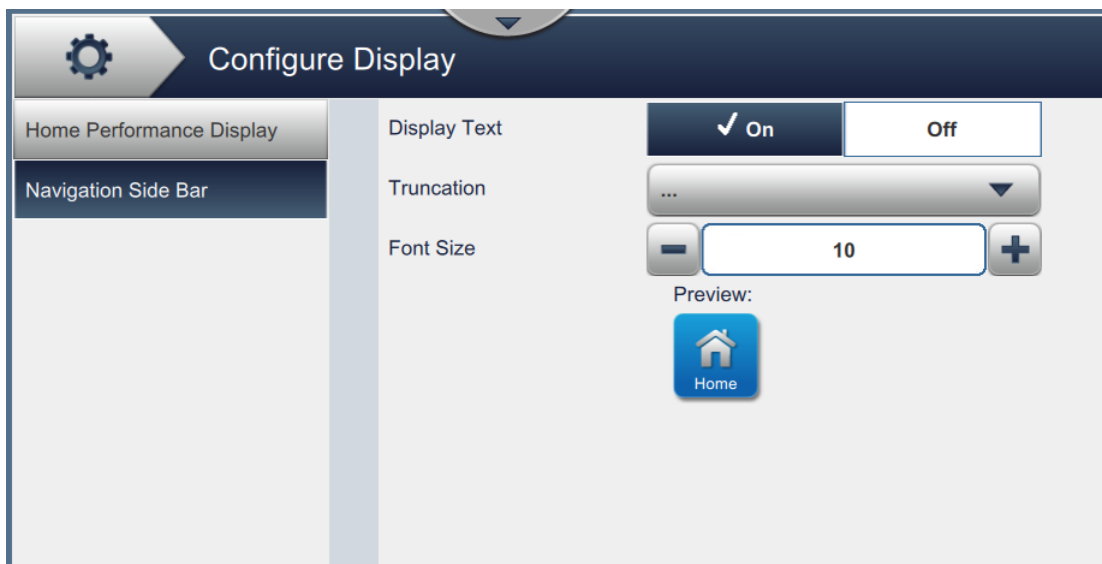 Configure Display
Home Performance Display
Navigation Side Bar
Display Text
✓ On
Off
Truncation
...
Font Size
10
Preview:
Home